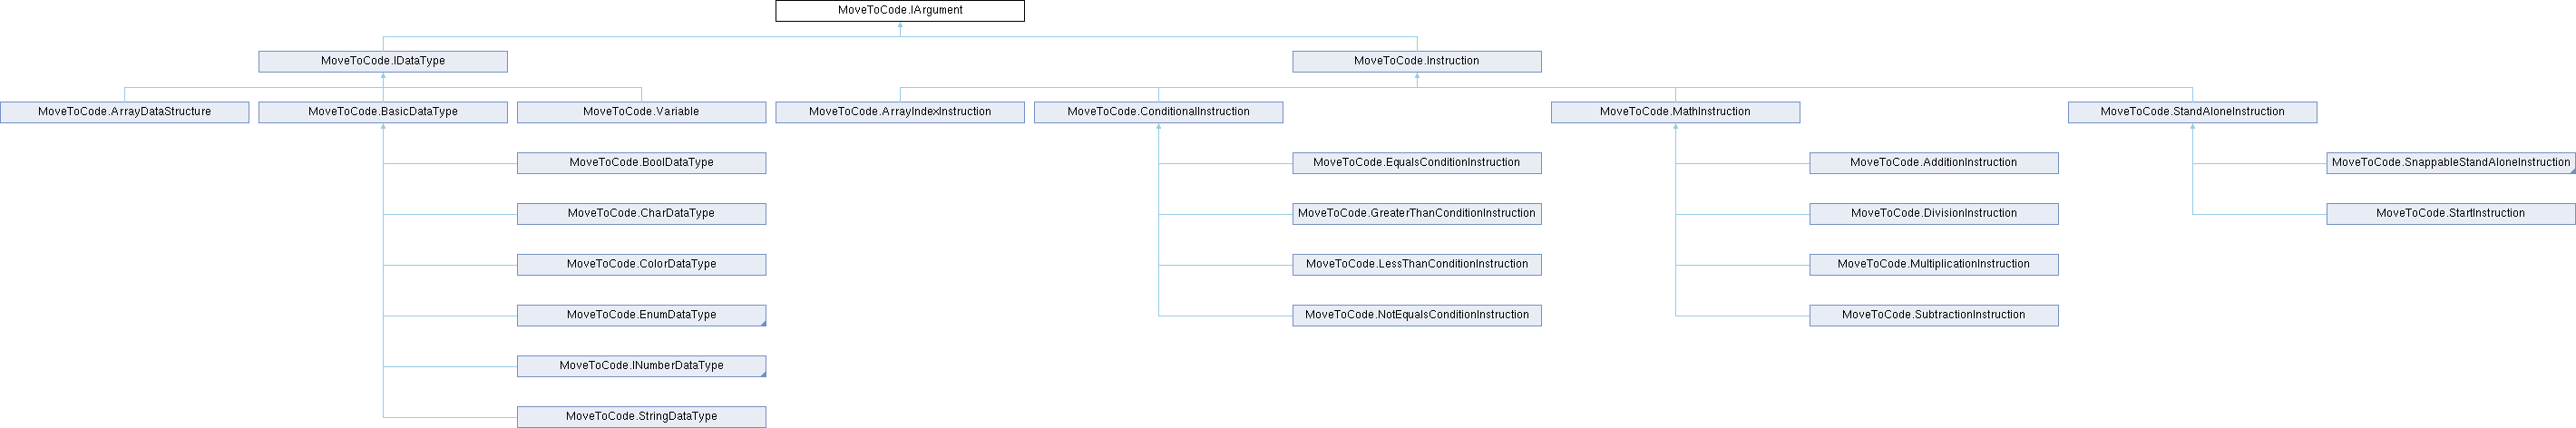 MoveToCode.IArgument
MoveToCode.IDataType
MoveToCode.Instruction
MoveToCode.ArrayDataStructure
MoveToCode.BasicDataType
MoveToCode.Variable
MoveToCode.ArrayIndexInstruction
MoveToCode.ConditionalInstruction
MoveToCode.MathInstruction
MoveToCode.StandAloneInstruction
MoveToCode.BoolDataType
MoveToCode.EqualsConditionInstruction
MoveToCode.AdditionInstruction
MoveToCode.SnappableStandAloneInstruction
MoveToCode.CharDataType
MoveToCode.GreaterThanConditionInstruction
MoveToCode.DivisionInstruction
MoveToCode.StartInstruction
MoveToCode.ColorDataType
MoveToCode.LessThanConditionInstruction
MoveToCode.MultiplicationInstruction
MoveToCode.EnumDataType
MoveToCode.NotEqualsConditionInstruction
MoveToCode.SubtractionInstruction
MoveToCode.INumberDataType
MoveToCode.StringDataType